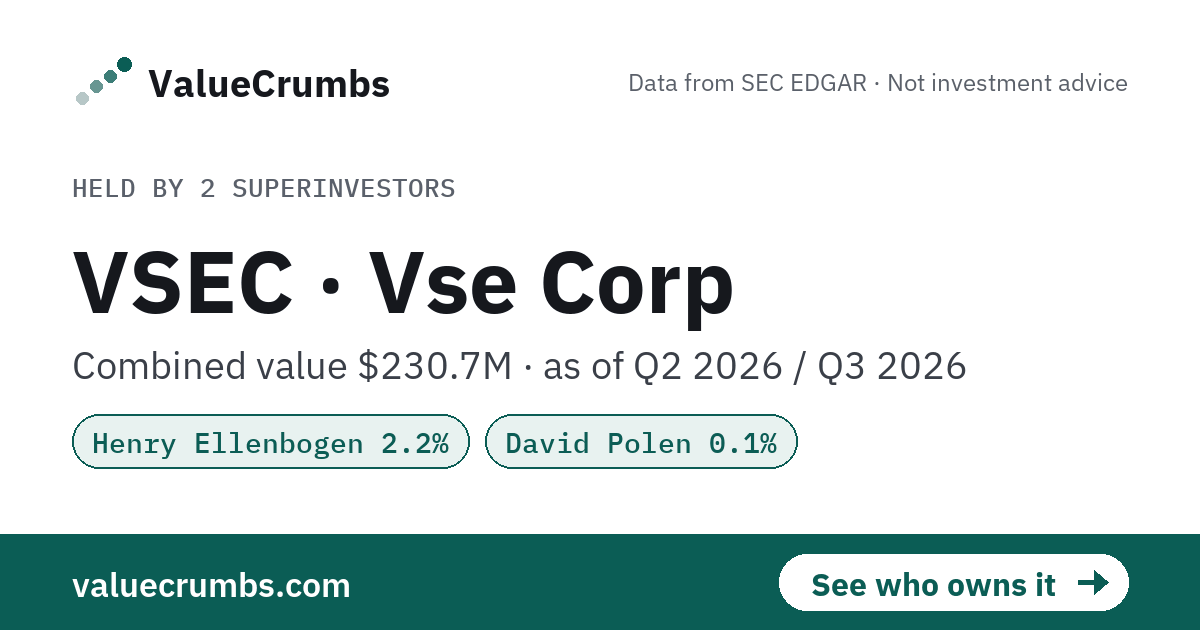 ValueCrumbs
Data from SEC EDGAR · Not investment advice
HELD BY 2 SUPERINVESTORS
VSEC · Vse Corp
Combined value $230.7M · as of Q2 2026 / Q3 2026
Henry Ellenbogen 2.2%
David Polen 0.1%
valuecrumbs.com
See who owns it →